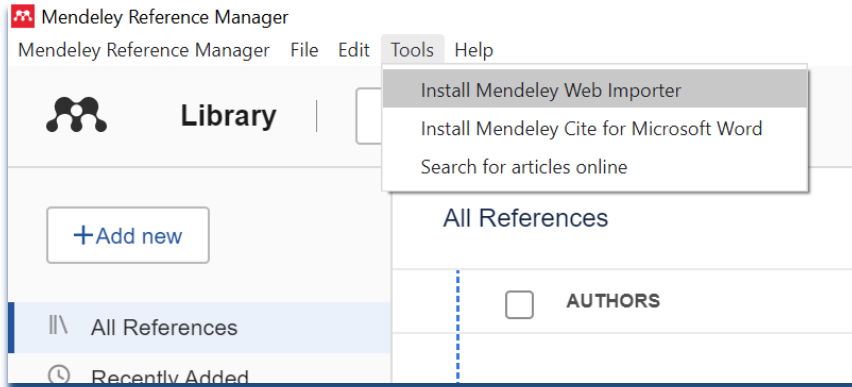 Mendeley Reference Manager
Mendeley Reference Manager File Edit Tools Help
Install Mendeley Web Importer
Library
Install Mendeley Cite for Microsoft Word
Search for articles online
+Add new
All References
AUTHORS
All References
Recently Added